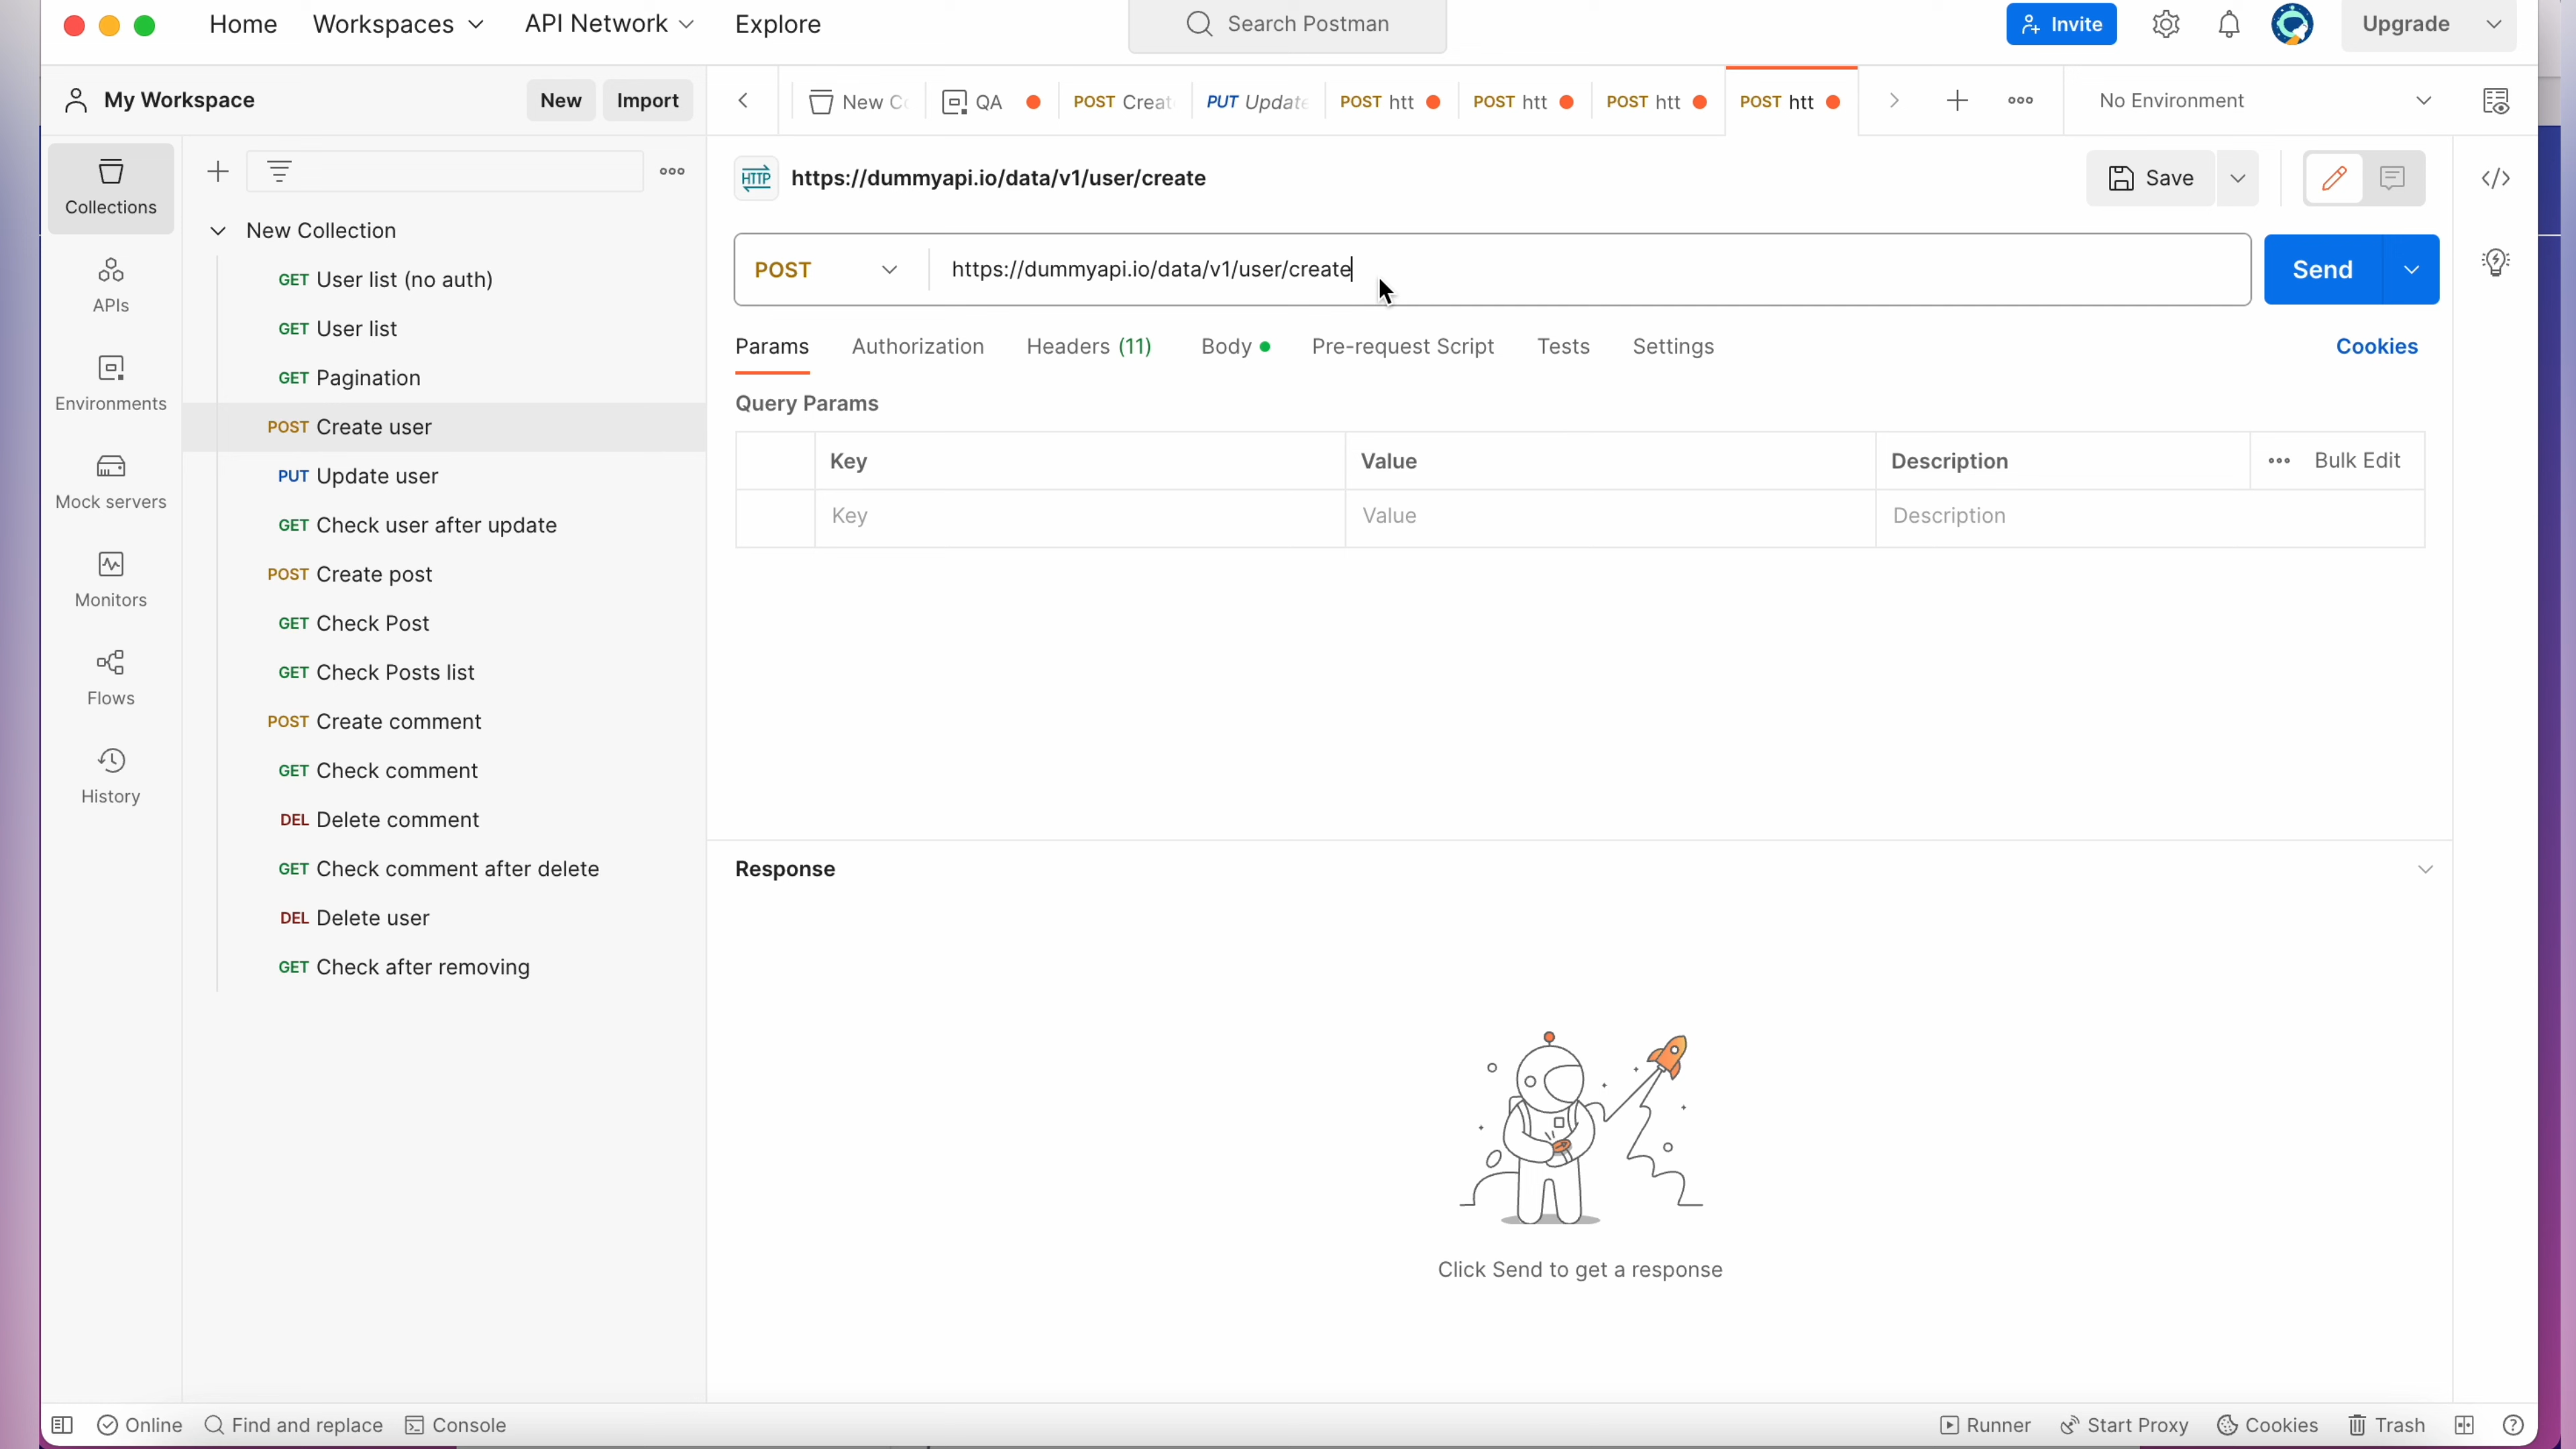 Home Workspaces API Network Explore Search Postman Invite Upgrade
My Workspace New Import
New Co QA POST Creat PUT Update POST htt POST htt POST htt POST htt No Environment
Collections
APIs
Environments
Mock servers
Monitors
Flows
History
New Collection
GET User list (no auth)
GET User list
GET Pagination
POST Create user
PUT Update user
GET Check user after update
POST Create post
GET Check Post
GET Check Posts list
POST Create comment
GET Check comment
DEL Delete comment
GET Check comment after delete
DEL Delete user
GET Check after removing
HTTP https://dummyapi.io/data/v1/user/create Save
POST https://dummyapi.io/data/v1/user/create Send
Params Authorization Headers (11) Body Pre-request Script Tests Settings Cookies
Query Params
Key Value Description Bulk Edit
Key Value Description
Response
Click Send to get a response
Online Find and replace Console Runner Start Proxy Cookies Trash